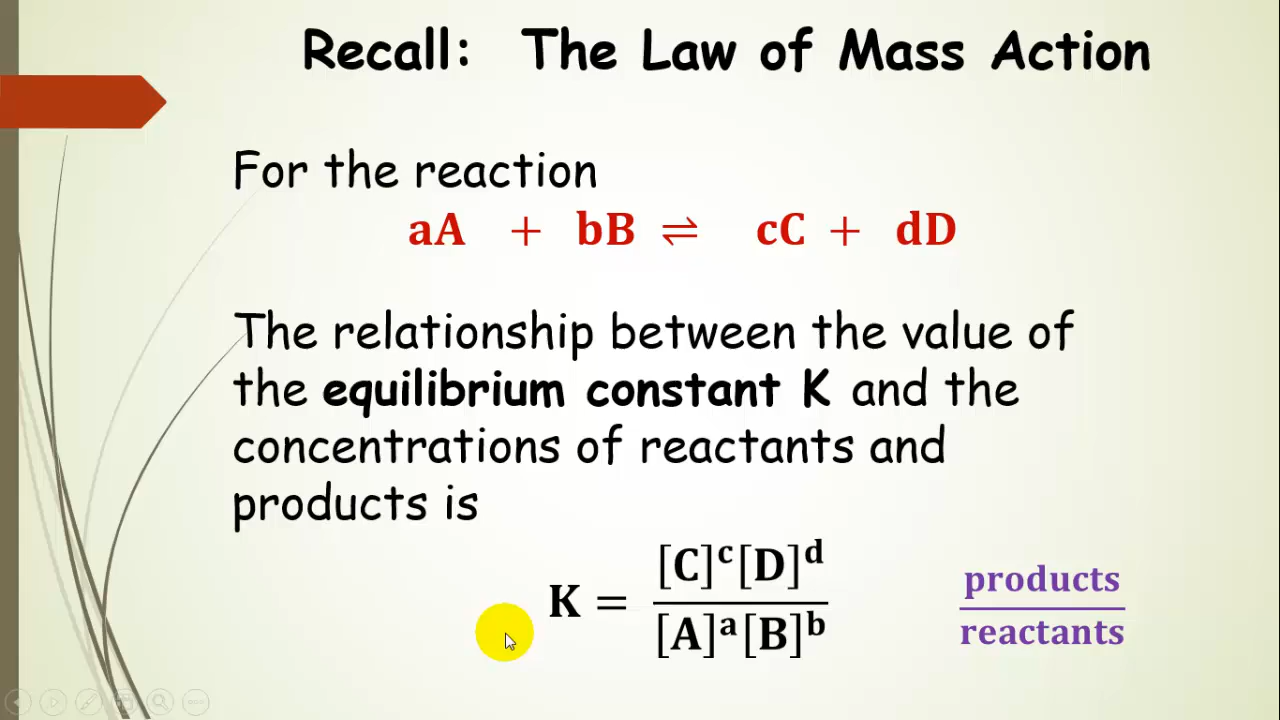 Recall: The Law of Mass Action
For the reaction
aA + bB ⇌ cC + dD
The relationship between the value of
the equilibrium constant K and the
concentrations of reactants and
products is
K = [C]ᶜ[D]ᵈ / [A]ᵃ[B]ᵇ
products
reactants